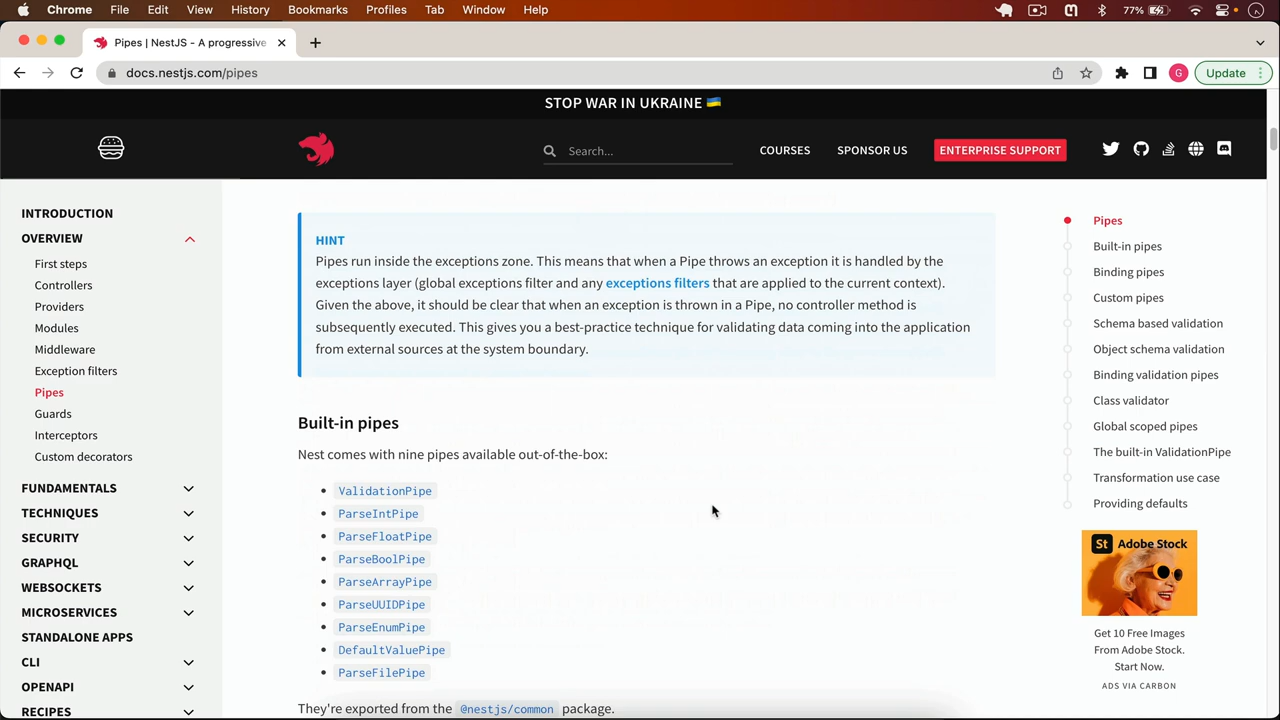 Chrome File Edit View History Bookmarks Profiles Tab Window Help 77%
Pipes | NestJS - A progressive
docs.nestjs.com/pipes G Update
STOP WAR IN UKRAINE 🇺🇦
Search... COURSES SPONSOR US ENTERPRISE SUPPORT
INTRODUCTION
OVERVIEW
First steps
Controllers
Providers
Modules
Middleware
Exception filters
Pipes
Guards
Interceptors
Custom decorators
FUNDAMENTALS
TECHNIQUES
SECURITY
GRAPHQL
WEBSOCKETS
MICROSERVICES
STANDALONE APPS
CLI
OPENAPI
RECIPES
HINT
Pipes run inside the exceptions zone. This means that when a Pipe throws an exception it is handled by the
exceptions layer (global exceptions filter and any exceptions filters that are applied to the current context).
Given the above, it should be clear that when an exception is thrown in a Pipe, no controller method is
subsequently executed. This gives you a best-practice technique for validating data coming into the application
from external sources at the system boundary.
Built-in pipes
Nest comes with nine pipes available out-of-the-box:
ValidationPipe
ParseIntPipe
ParseFloatPipe
ParseBoolPipe
ParseArrayPipe
ParseUUIDPipe
ParseEnumPipe
DefaultValuePipe
ParseFilePipe
They're exported from the @nestjs/common package.
Pipes
Built-in pipes
Binding pipes
Custom pipes
Schema based validation
Object schema validation
Binding validation pipes
Class validator
Global scoped pipes
The built-in ValidationPipe
Transformation use case
Providing defaults
St Adobe Stock
Get 10 Free Images
From Adobe Stock.
Start Now.
ADS VIA CARBON